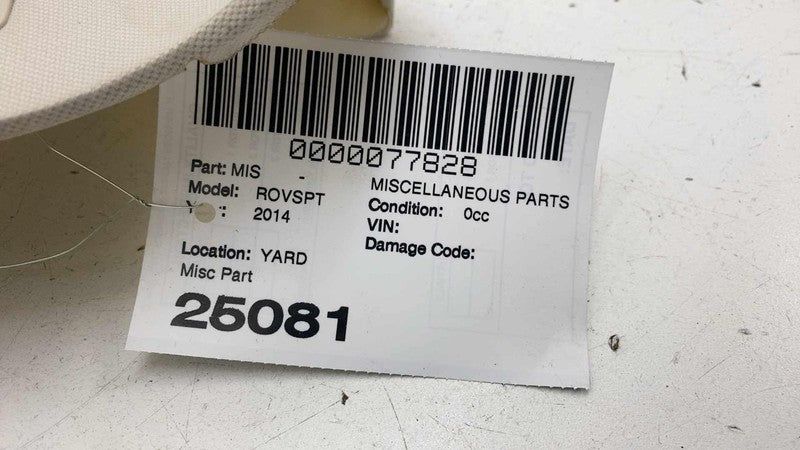 0000077828
Part: MIS -
MISCELLANEOUS PARTS
Model: ROVSPT
Condition: 0cc
Y : 2014
VIN:
Damage Code:
Location: YARD
Misc Part
25081